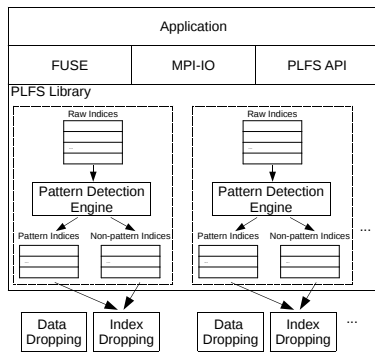 Application
FUSE MPI-IO PLFS API
PLFS Library
Raw Indices Raw Indices
... ...
Pattern Detection Engine Pattern Detection Engine
Pattern Indices Non-pattern Indices Pattern Indices Non-pattern Indices
... ... ...
Data Dropping Index Dropping Data Dropping Index Dropping ...